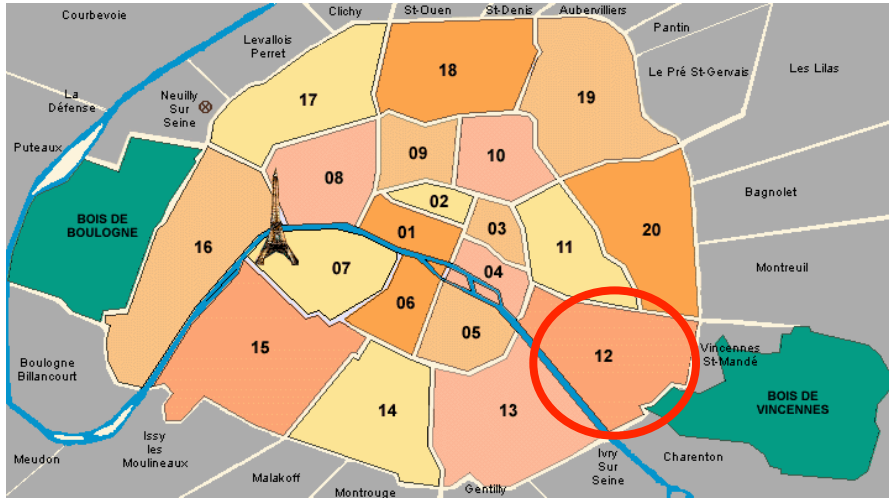 Courbevoie
Clichy
St-Ouen
St-Denis
Aubervilliers
Levallois
Perret
Pantin
La
Défense
Neuilly
Sur
Seine
Le Pré St-Gervais
Les Lilas
Puteaux
17
18
19
08
09
10
BOIS DE
BOULOGNE
16
02
01
03
11
20
Bagnolet
07
04
Montreuil
06
05
15
12
Boulogne
Billancourt
Vincennes
St-Mandé
BOIS DE
VINCENNES
14
13
Issy
les
Moulineaux
Ivry
Sur
Seine
Charenton
Meudon
Malakoff
Montrouge
Gentilly